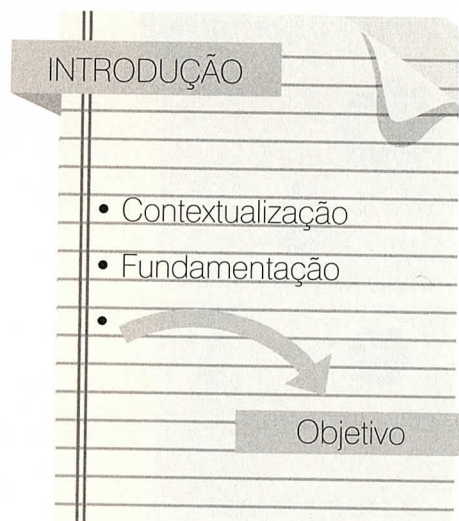 INTRODUÇÃO
• Contextualização
• Fundamentação
•
Objetivo